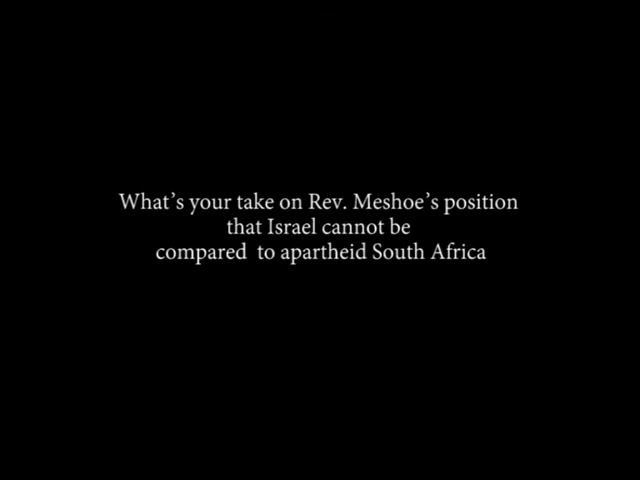 What's your take on Rev. Meshoe's position
that Israel cannot be
compared  to apartheid South Africa